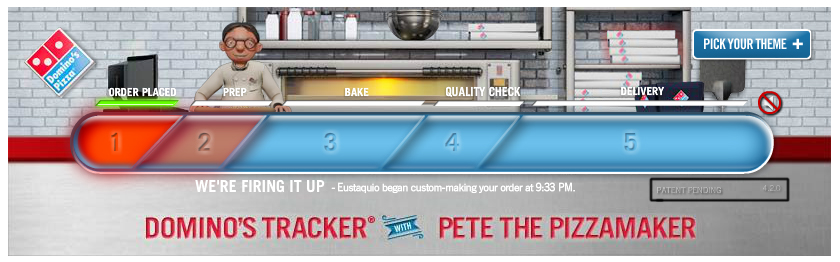 Domino's
Pizza
PICK YOUR THEME +
ORDER PLACED
PREP
BAKE
QUALITY CHECK
DELIVERY
1
2
3
4
5
WE'RE FIRING IT UP - Eustaquio began custom-making your order at 9:33 PM.
PATENT PENDING 4.2.0
DOMINO'S TRACKER® WITH PETE THE PIZZAMAKER